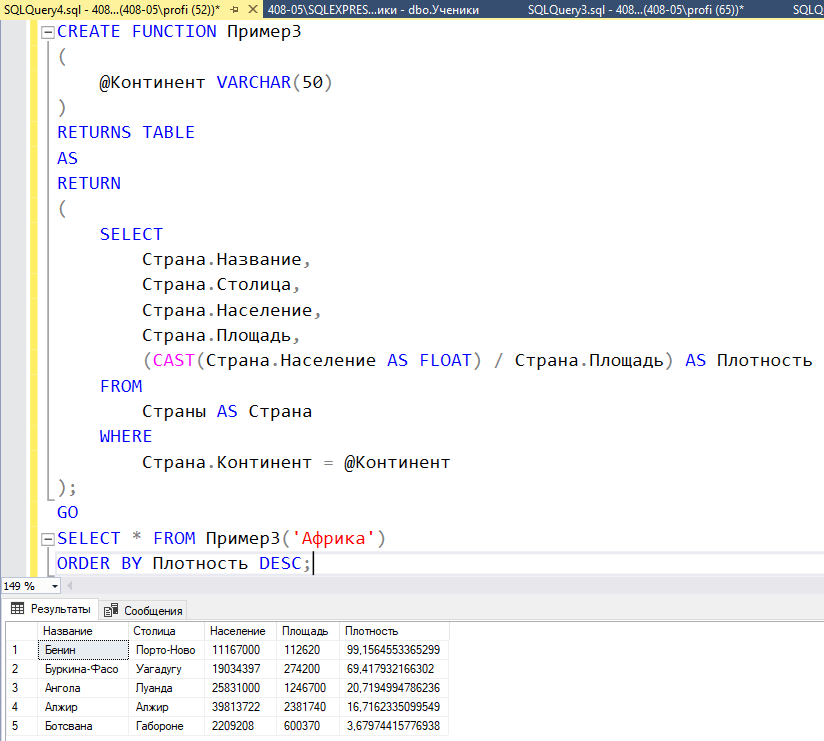 SQLQuery4.sql - 408...(408-05\profi (52))* 408-05\SQLEXPRES...ики - dbo.Ученики SQLQuery3.sql - 408...(408-05\profi (65))* SQLQ
CREATE FUNCTION Пример3
(
@Континент VARCHAR(50)
)
RETURNS TABLE
AS
RETURN
(
SELECT
Страна.Название,
Страна.Столица,
Страна.Население,
Страна.Площадь,
(CAST(Страна.Население AS FLOAT) / Страна.Площадь) AS Плотность
FROM
Страны AS Страна
WHERE
Страна.Континент = @Континент
);
GO
SELECT * FROM Пример3('Африка')
ORDER BY Плотность DESC;
149 %
Результаты Сообщения
Название Столица Население Площадь Плотность
1 Бенин Порто-Ново 11167000 112620 99,1564553365299
2 Буркина-Фасо Уагадугу 19034397 274200 69,417932166302
3 Ангола Луанда 25831000 1246700 20,7194994786236
4 Алжир Алжир 39813722 2381740 16,7162335099549
5 Ботсвана Габороне 2209208 600370 3,67974415776938